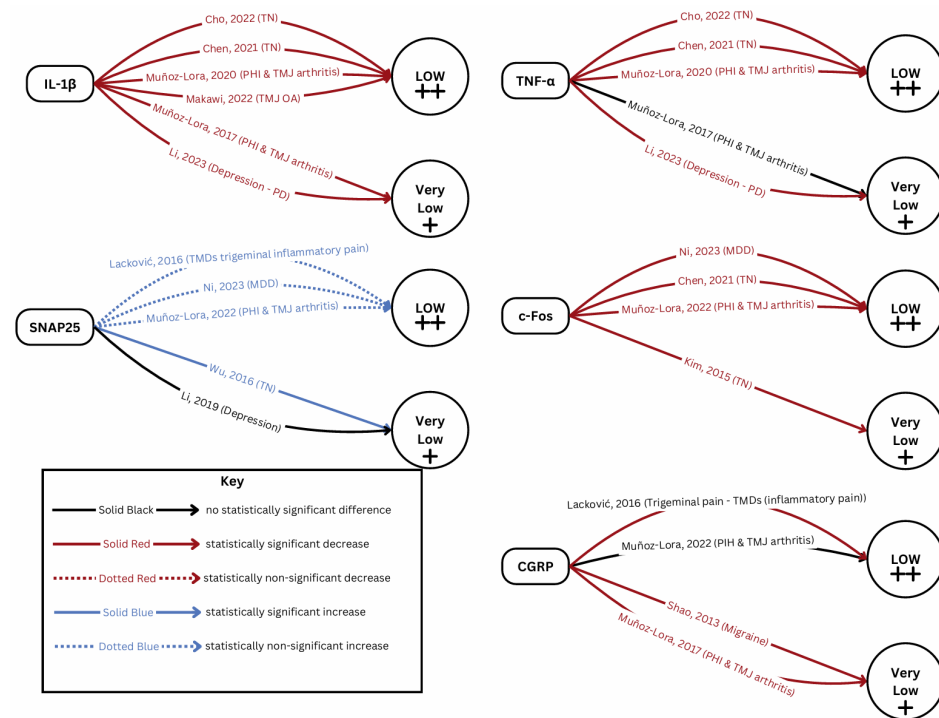 IL-1β
Cho, 2022 (TN)
Chen, 2021 (TN)
Muñoz-Lora, 2020 (PHI & TMJ arthritis)
Makawi, 2022 (TMJ OA)
Muñoz-Lora, 2017 (PHI & TMJ arthritis)
Li, 2023 (Depression - PD)
LOW
++
Very
Low
+
TNF-α
Cho, 2022 (TN)
Chen, 2021 (TN)
Muñoz-Lora, 2020 (PHI & TMJ arthritis)
Muñoz-Lora, 2017 (PHI & TMJ arthritis)
Li, 2023 (Depression - PD)
LOW
++
Very
Low
+
SNAP25
Lacković, 2016 (TMDs trigeminal inflammatory pain)
Ni, 2023 (MDD)
Muñoz-Lora, 2022 (PHI & TMJ arthritis)
Wu, 2016 (TN)
Li, 2019 (Depression)
LOW
++
Very
Low
+
c-Fos
Ni, 2023 (MDD)
Chen, 2021 (TN)
Muñoz-Lora, 2022 (PHI & TMJ arthritis)
Kim, 2015 (TN)
LOW
++
Very
Low
+
Key
Solid Black no statistically significant difference
Solid Red statistically significant decrease
Dotted Red statistically non-significant decrease
Solid Blue statistically significant increase
Dotted Blue statistically non-significant increase
CGRP
Lacković, 2016 (Trigeminal pain - TMDs (inflammatory pain))
Muñoz-Lora, 2022 (PIH & TMJ arthritis)
Shao, 2013 (Migraine)
Muñoz-Lora, 2017 (PHI & TMJ arthritis)
LOW
++
Very
Low
+